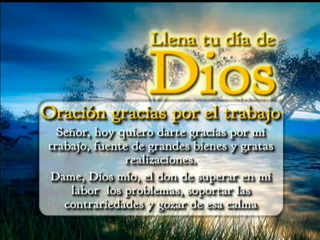 Llena tu día de
Dios
Oración gracias por el trabajo
Señor, hoy quiero darte gracias por mi
trabajo, fuente de grandes bienes y gratas
realizaciones.
Dame, Dios mío, el don de superar en mi
labor los problemas, soportar las
contrariedades y gozar de esa calma